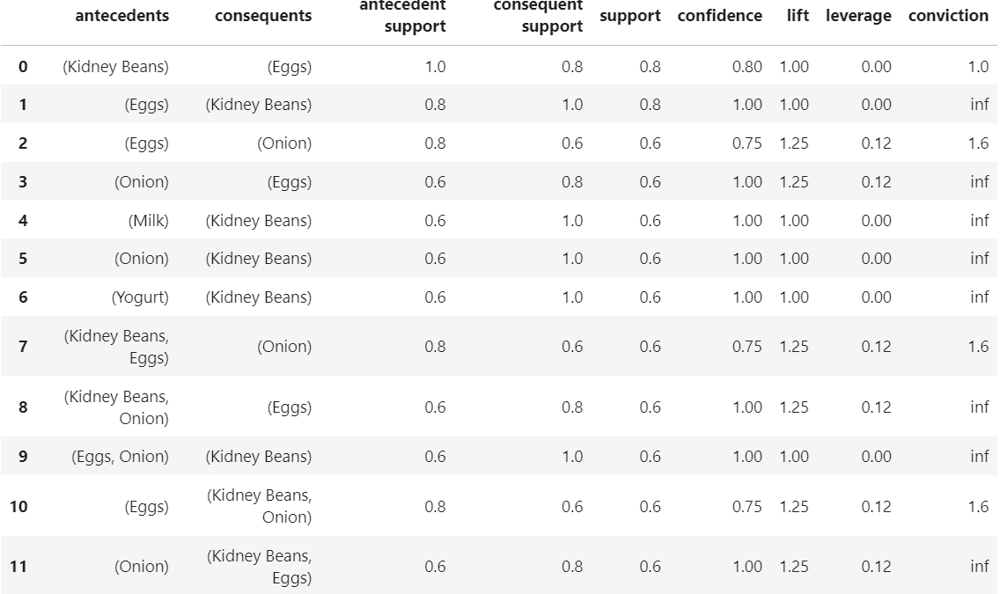 antecedents consequents antecedent support consequent support support confidence lift leverage conviction
0 (Kidney Beans) (Eggs) 1.0 0.8 0.8 0.80 1.00 0.00 1.0
1 (Eggs) (Kidney Beans) 0.8 1.0 0.8 1.00 1.00 0.00 inf
2 (Eggs) (Onion) 0.8 0.6 0.6 0.75 1.25 0.12 1.6
3 (Onion) (Eggs) 0.6 0.8 0.6 1.00 1.25 0.12 inf
4 (Milk) (Kidney Beans) 0.6 1.0 0.6 1.00 1.00 0.00 inf
5 (Onion) (Kidney Beans) 0.6 1.0 0.6 1.00 1.00 0.00 inf
6 (Yogurt) (Kidney Beans) 0.6 1.0 0.6 1.00 1.00 0.00 inf
7 (Kidney Beans, Eggs) (Onion) 0.8 0.6 0.6 0.75 1.25 0.12 1.6
8 (Kidney Beans, Onion) (Eggs) 0.6 0.8 0.6 1.00 1.25 0.12 inf
9 (Eggs, Onion) (Kidney Beans) 0.6 1.0 0.6 1.00 1.00 0.00 inf
10 (Eggs) (Kidney Beans, Onion) 0.8 0.6 0.6 0.75 1.25 0.12 1.6
11 (Onion) (Kidney Beans, Eggs) 0.6 0.8 0.6 1.00 1.25 0.12 inf